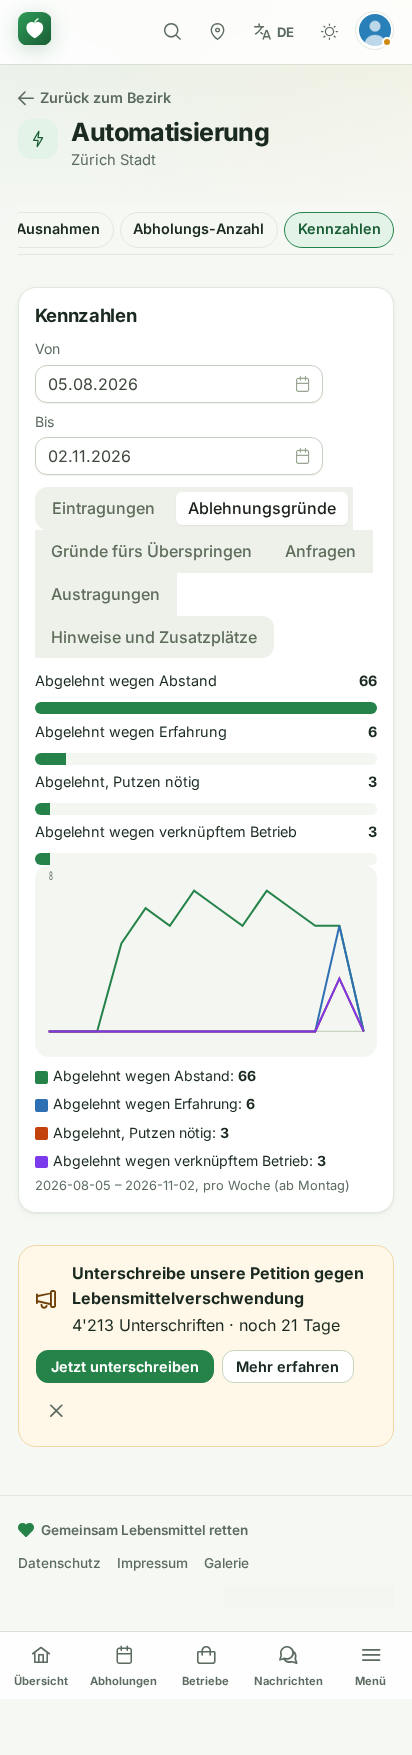 DE
Zurück zum Bezirk
Automatisierung
Zürich Stadt
Ausnahmen
Abholungs-Anzahl
Kennzahlen
Kennzahlen
Von
05.08.2026
Bis
02.11.2026
Eintragungen
Ablehnungsgründe
Gründe fürs Überspringen
Anfragen
Austragungen
Hinweise und Zusatzplätze
Abgelehnt wegen Abstand 66
Abgelehnt wegen Erfahrung 6
Abgelehnt, Putzen nötig 3
Abgelehnt wegen verknüpftem Betrieb 3
8
Abgelehnt wegen Abstand: 66
Abgelehnt wegen Erfahrung: 6
Abgelehnt, Putzen nötig: 3
Abgelehnt wegen verknüpftem Betrieb: 3
2026-08-05 – 2026-11-02, pro Woche (ab Montag)
Unterschreibe unsere Petition gegen
Lebensmittelverschwendung
4'213 Unterschriften · noch 21 Tage
Jetzt unterschreiben
Mehr erfahren
Gemeinsam Lebensmittel retten
Datenschutz Impressum Galerie
Übersicht Abholungen Betriebe Nachrichten Menü